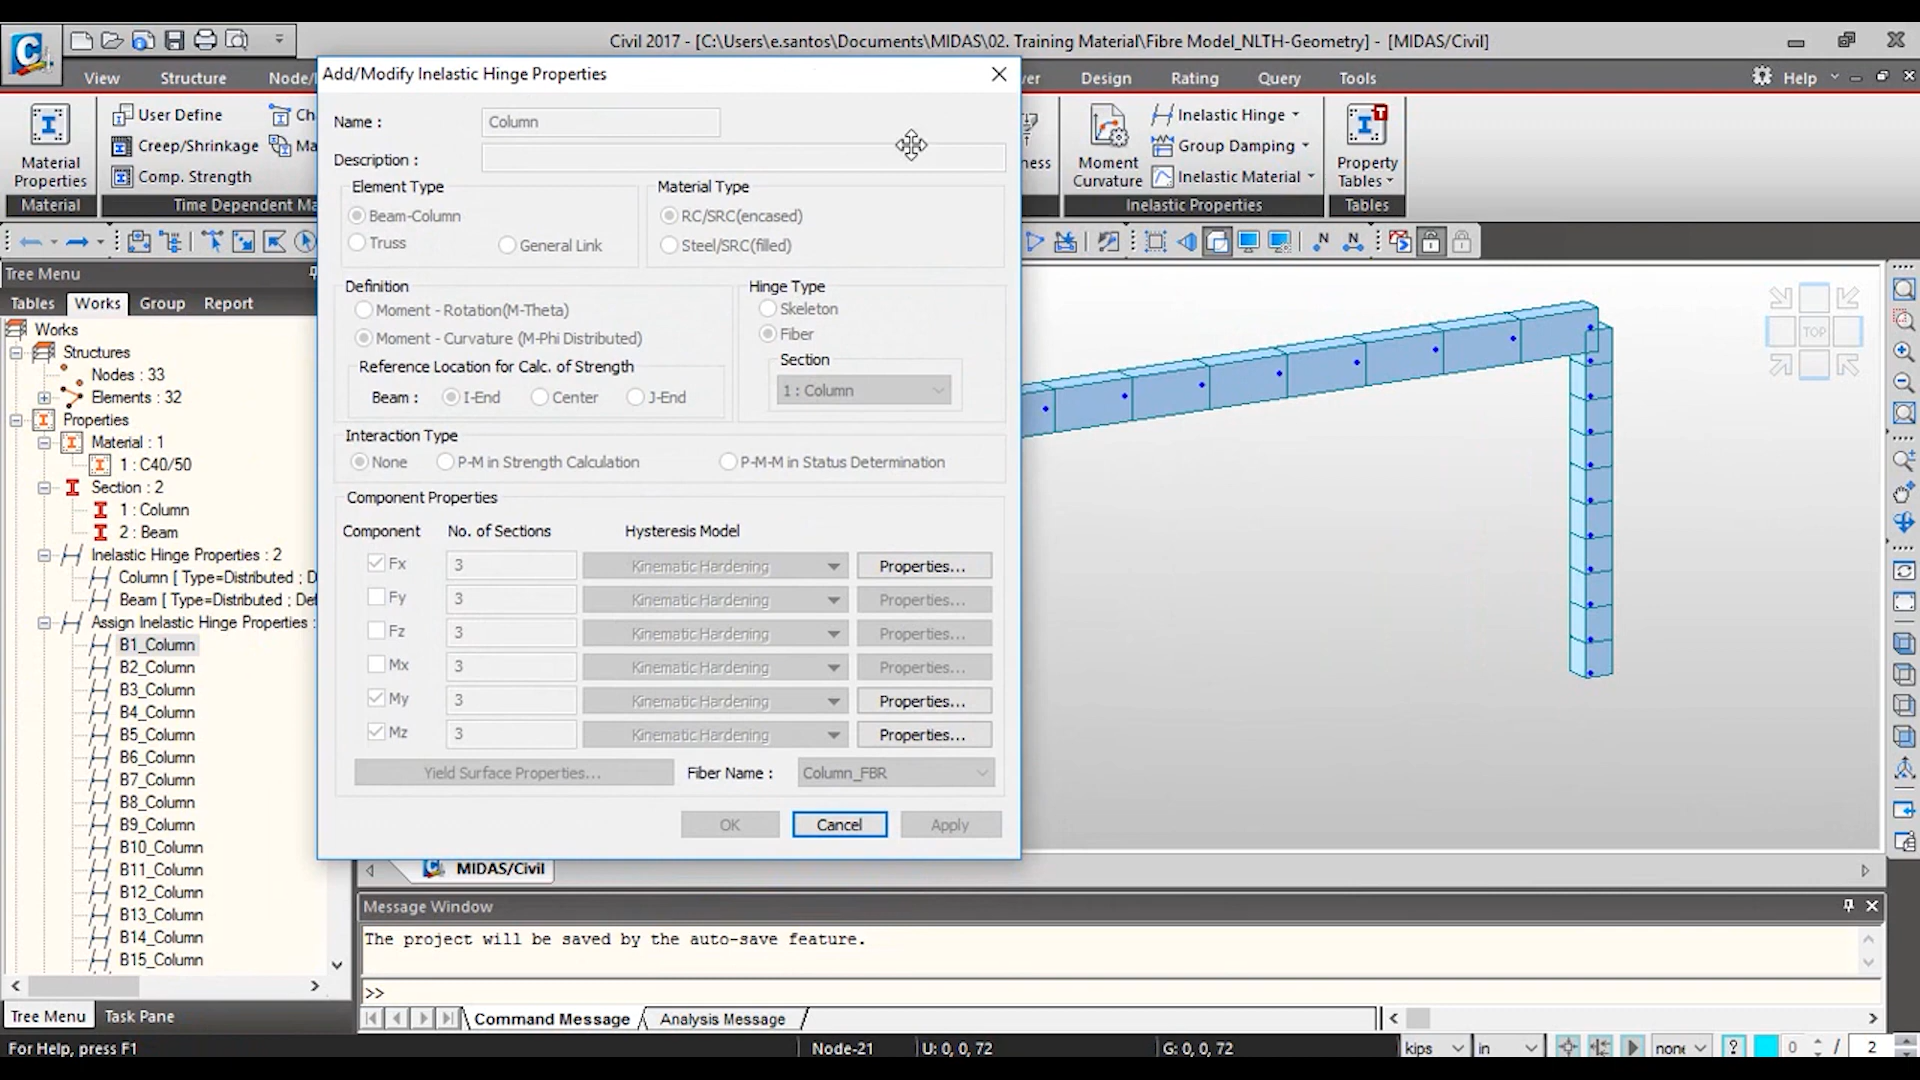 Civil 2017 - [C:\Users\e.santos\Documents\MIDAS\02. Training Material\Fibre Model_NLTH-Geometry] - [MIDAS/Civil]
View
Structure
Node/
Design
Rating
Query
Tools
Help
Material
Properties
Material
User Define
Creep/Shrinkage
Comp. Strength
Time Dependent Ma
Moment
Curvature
Inelastic Hinge
Group Damping
Inelastic Material
Inelastic Properties
Property
Tables
Tables
Add/Modify Inelastic Hinge Properties
Name :
Column
Description :
Element Type
Beam-Column
Truss
General Link
Material Type
RC/SRC(encased)
Steel/SRC(filled)
Definition
Moment - Rotation(M-Theta)
Moment - Curvature (M-Phi Distributed)
Reference Location for Calc. of Strength
Beam :
I-End
Center
J-End
Hinge Type
Skeleton
Fiber
Section
1 : Column
Interaction Type
None
P-M in Strength Calculation
P-M-M in Status Determination
Component Properties
Component
No. of Sections
Hysteresis Model
Fx 3 Kinematic Hardening Properties...
Fy 3 Kinematic Hardening Properties...
Fz 3 Kinematic Hardening Properties...
Mx 3 Kinematic Hardening Properties...
My 3 Kinematic Hardening Properties...
Mz 3 Kinematic Hardening Properties...
Yield Surface Properties...
Fiber Name :
Column_FBR
OK
Cancel
Apply
Tree Menu
Tables
Works
Group
Report
Works
Structures
Nodes : 33
Elements : 32
Properties
Material : 1
1 : C40/50
Section : 2
1 : Column
2 : Beam
Inelastic Hinge Properties : 2
Column [ Type=Distributed ; D
Beam [ Type=Distributed ; Def
Assign Inelastic Hinge Properties :
B1_Column
B2_Column
B3_Column
B4_Column
B5_Column
B6_Column
B7_Column
B8_Column
B9_Column
B10_Column
B11_Column
B12_Column
B13_Column
B14_Column
B15_Column
Tree Menu
Task Pane
TOP
MIDAS/Civil
Message Window
The project will be saved by the auto-save feature.
>>
Command Message
Analysis Message
For Help, press F1
Node-21
U: 0, 0, 72
G: 0, 0, 72
kips
in
none
?
0
/
2